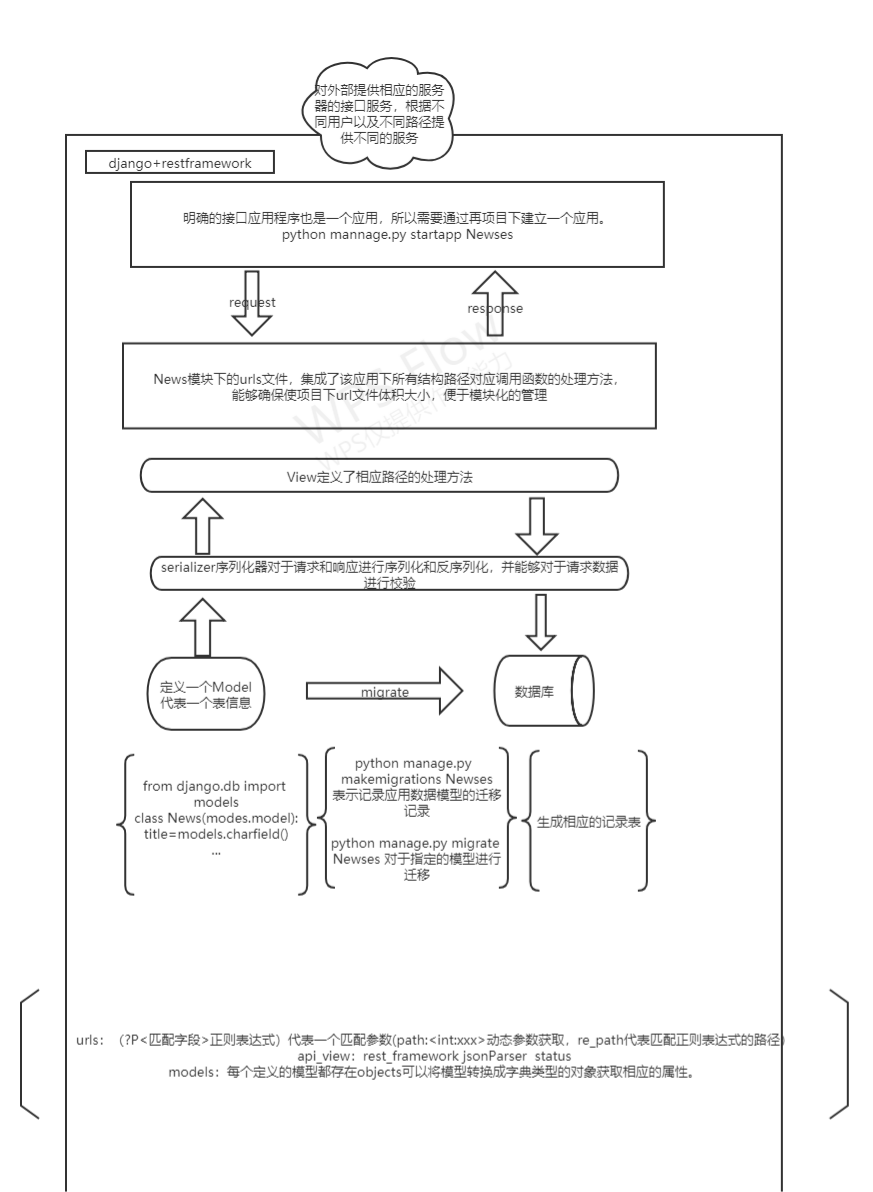 对外部提供相应的服务
器的接口服务，根据不
同用户以及不同路径提
供不同的服务
django+restframework
明确的接口应用程序也是一个应用，所以需要通过再项目下建立一个应用。
python mannage.py startapp Newses
request
response
News模块下的urls文件，集成了该应用下所有结构路径对应调用函数的处理方法，
能够确保使项目下url文件体积大小，便于模块化的管理
View定义了相应路径的处理方法
serializer序列化器对于请求和响应进行序列化和反序列化，并能够对于请求数据
进行校验
定义一个Model
代表一个表信息
migrate
数据库
from django.db import
models
class News(modes.model):
title=models.charfield()
...
python manage.py
makemigrations Newses
表示记录应用数据模型的迁移
记录
python manage.py migrate
Newses 对于指定的模型进行
迁移
生成相应的记录表
urls：（?P<匹配字段>正则表达式）代表一个匹配参数(path:<int:xxx>动态参数获取，re_path代表匹配正则表达式的路径)
api_view：rest_framework jsonParser status
models：每个定义的模型都存在objects可以将模型转换成字典类型的对象获取相应的属性。
WPS Flow